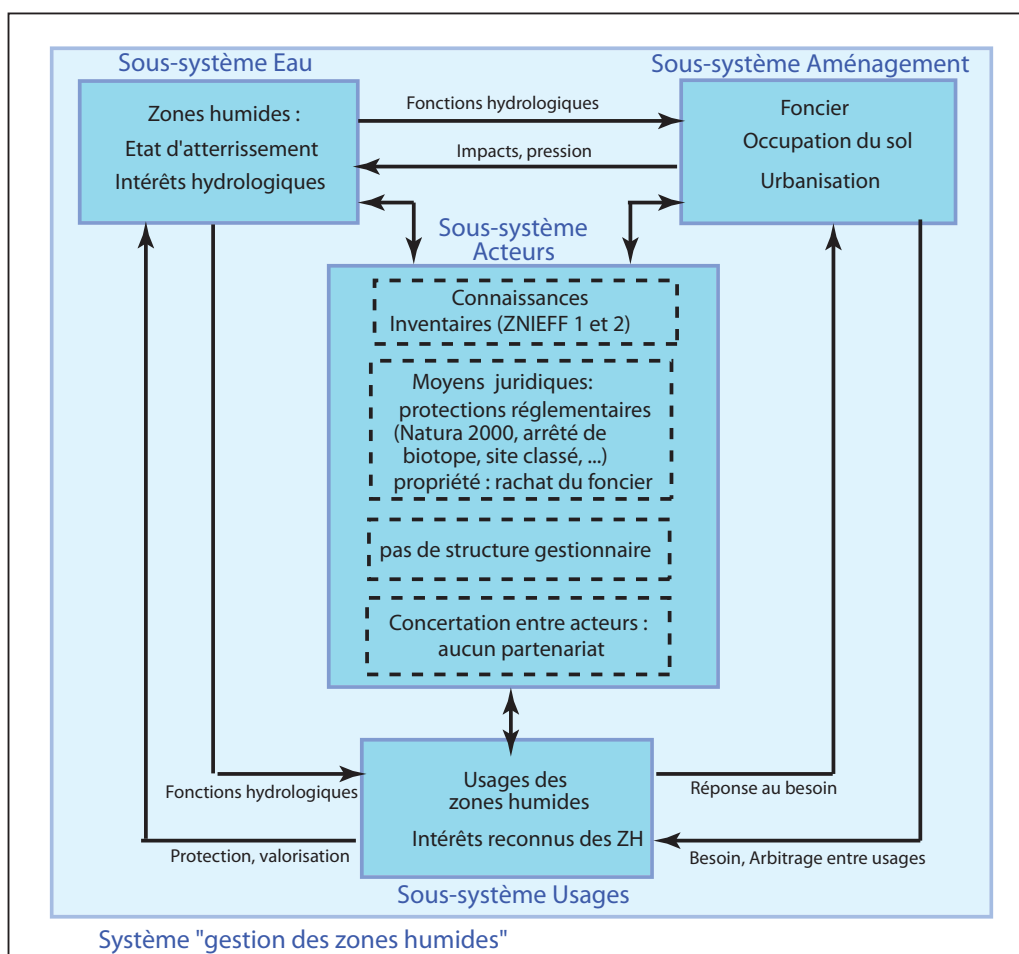 Sous-système Eau
Sous-système Aménagement
Zones humides :
Etat d'atterrissement
Intérêts hydrologiques
Fonctions hydrologiques
Impacts, pression
Foncier
Occupation du sol
Urbanisation
Sous-système
Acteurs
Connaissances
Inventaires (ZNIEFF 1 et 2)
Moyens juridiques:
protections réglementaires
(Natura 2000, arrêté de
biotope, site classé, ...)
propriété : rachat du foncier
pas de structure gestionnaire
Concertation entre acteurs :
aucun partenariat
Usages des
zones humides
Intérêts reconnus des ZH
Fonctions hydrologiques
Protection, valorisation
Réponse au besoin
Besoin, Arbitrage entre usages
Sous-système Usages
Système "gestion des zones humides"